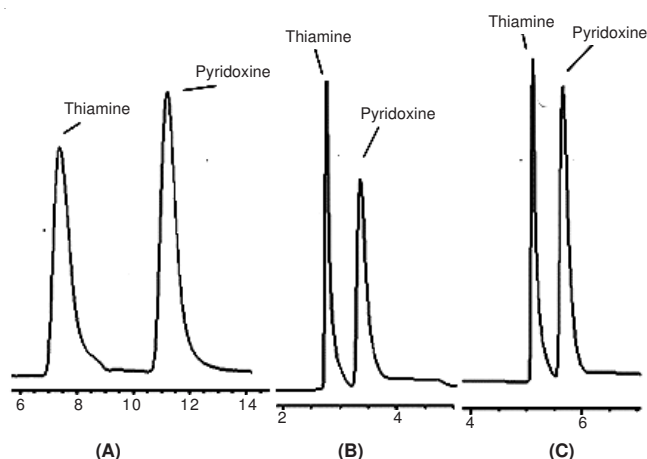 Thiamine
Pyridoxine
6 8 10 12 14
(A)
Thiamine
Pyridoxine
2 4
(B)
Thiamine
Pyridoxine
4 6
(C)